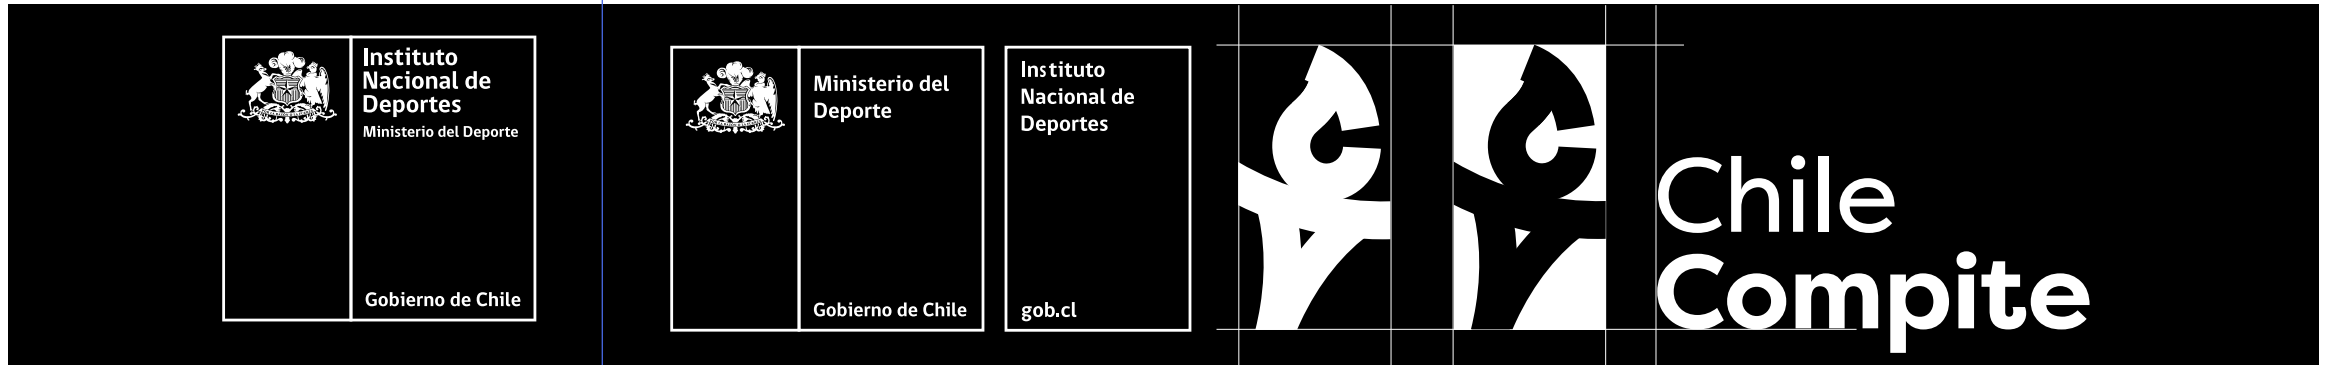 Instituto
Nacional de
Deportes
Ministerio del Deporte
Gobierno de Chile
Ministerio del
Deporte
Gobierno de Chile
Instituto
Nacional de
Deportes
gob.cl
Chile
Compite